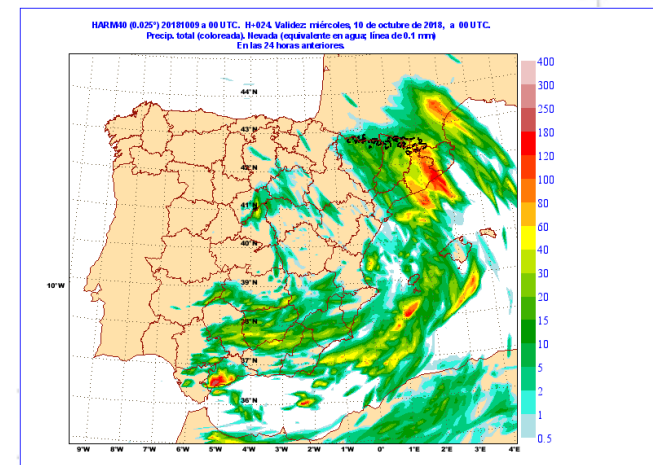 HARM40 (0.025°) 20181009 a 00 UTC. H+024. Validez: miércoles, 10 de octubre de 2018, a 00 UTC.
Precip. total (coloreada). Nevada (equivalente en agua; línea de 0.1 mm)
En las 24 horas anteriores.
400
300
250
180
120
100
80
60
40
30
20
15
10
5
2
1
0.5
44°N
43°N
42°N
41°N
40°N
39°N
38°N
37°N
36°N
10°W
9°W
8°W
7°W
6°W
5°W
4°W
3°W
2°W
1°W
0°
1°E
2°E
3°E
4°E